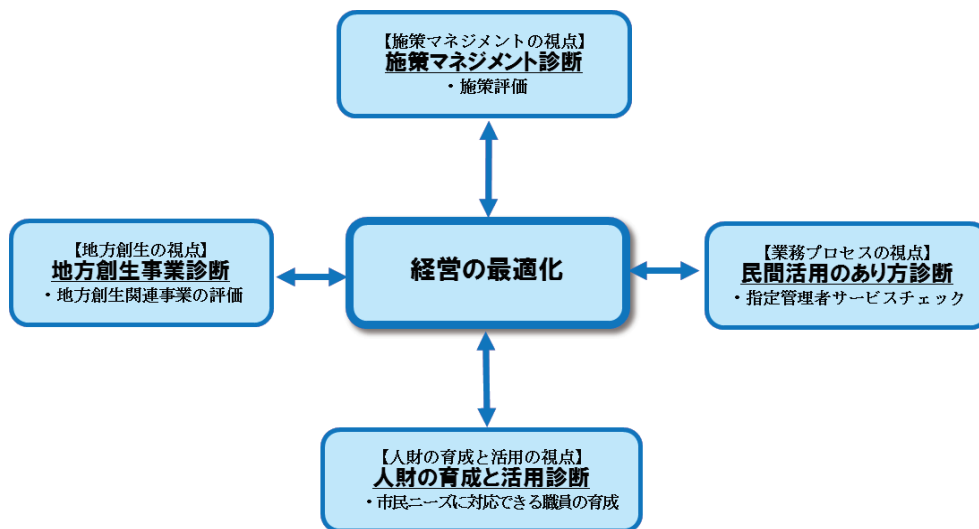 【施策マネジメントの視点】
施策マネジメント診断
・施策評価
【地方創生の視点】
地方創生事業診断
・地方創生関連事業の評価
経営の最適化
【業務プロセスの視点】
民間活用のあり方診断
・指定管理者サービスチェック
【人財の育成と活用の視点】
人財の育成と活用診断
・市民ニーズに対応できる職員の育成